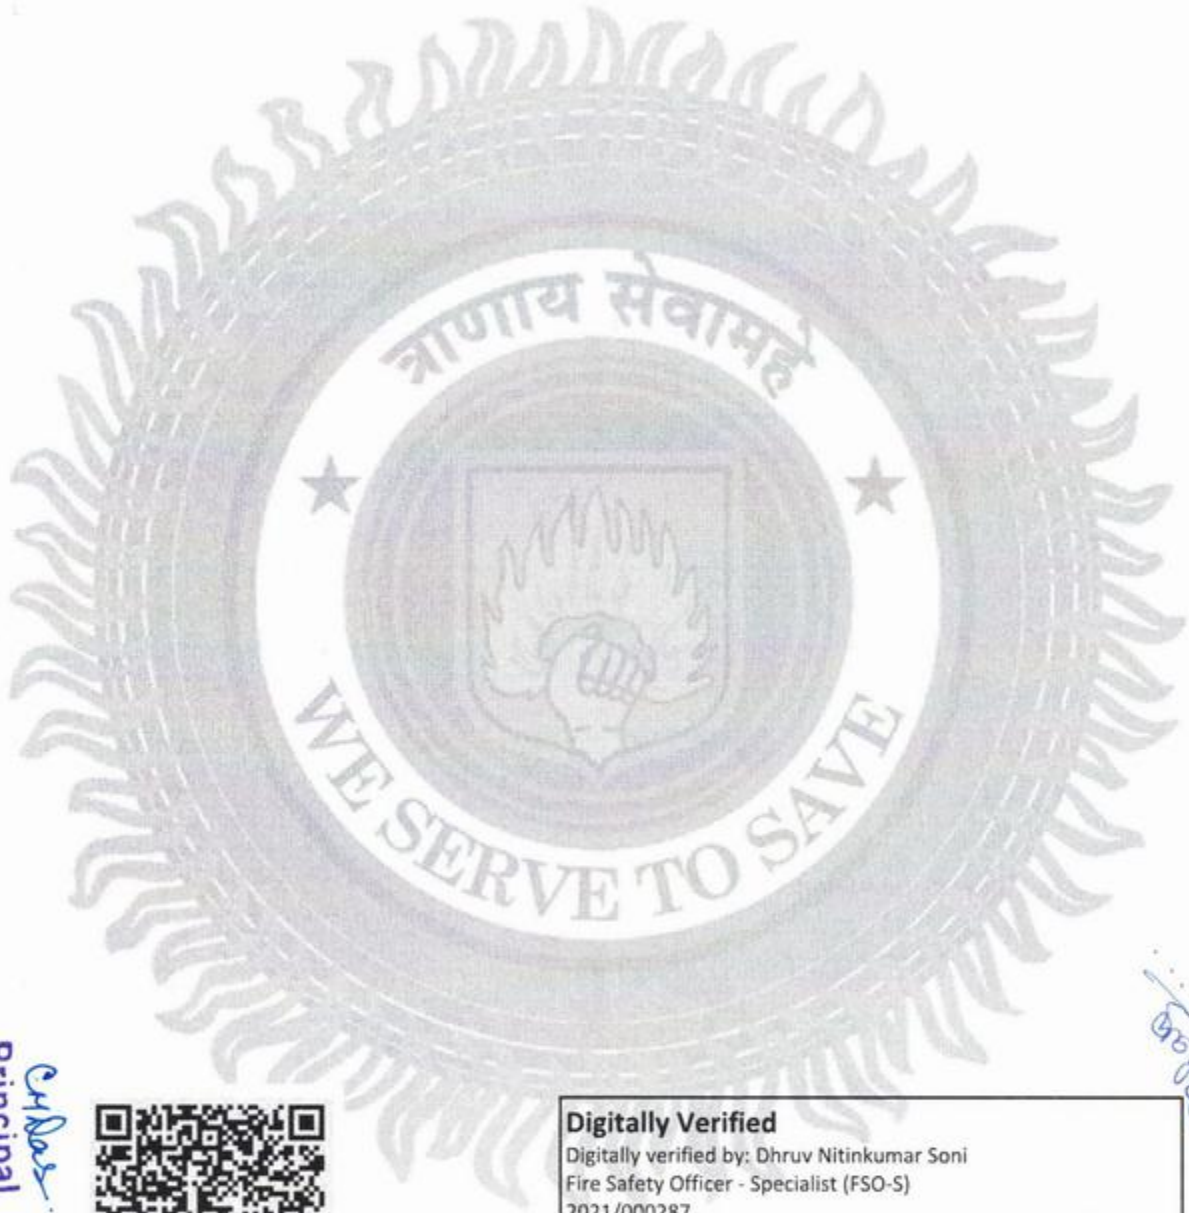 त्राणाय सेवामहे
WE SERVE TO SAVE
Principal
Digitally Verified
Digitally verified by: Dhruv Nitinkumar Soni
Fire Safety Officer - Specialist (FSO-S)
2021/000287